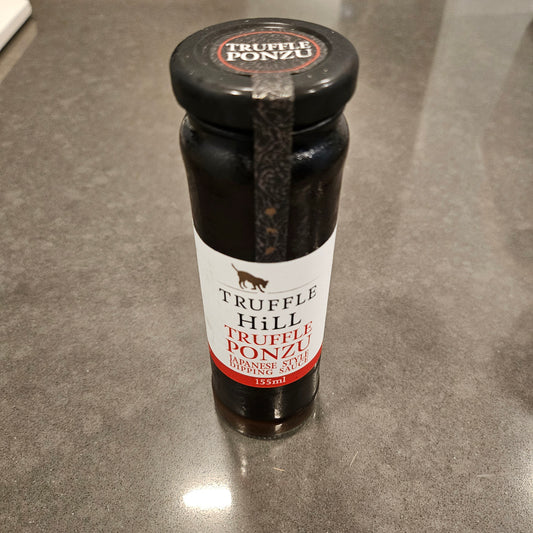 TRUFFLE
PONZU
TRUFFLE
HiLL
TRUFFLE
PONZU
JAPANESE STYLE
DIPPING SAUCE
155ml